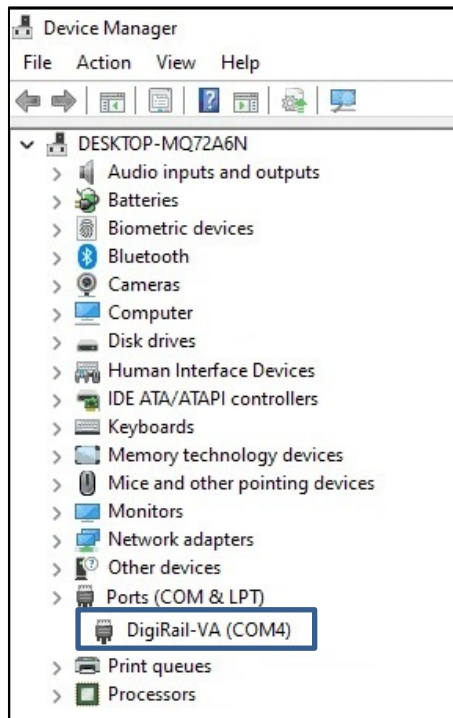 Device Manager
File Action View Help
DESKTOP-MQ72A6N
Audio inputs and outputs
Batteries
Biometric devices
Bluetooth
Cameras
Computer
Disk drives
Human Interface Devices
IDE ATA/ATAPI controllers
Keyboards
Memory technology devices
Mice and other pointing devices
Monitors
Network adapters
Other devices
Ports (COM & LPT)
DigiRail-VA (COM4)
Print queues
Processors